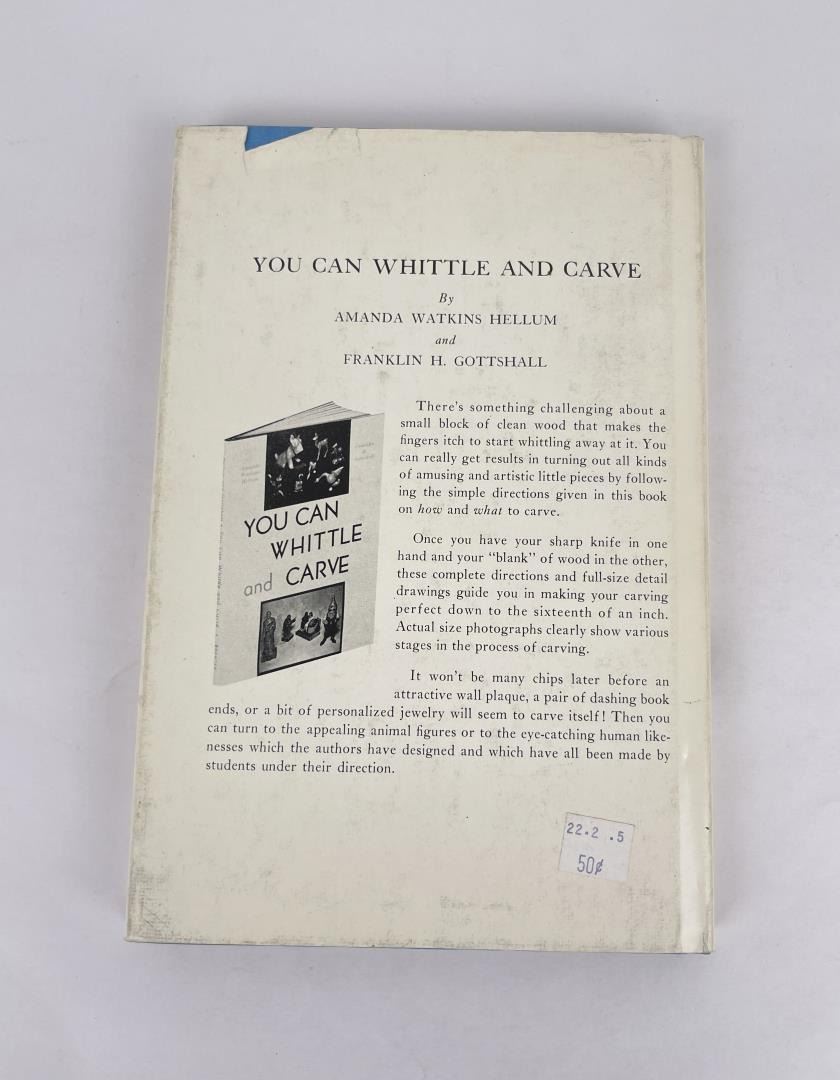 YOU CAN WHITTLE AND CARVE
By
AMANDA WATKINS HELLUM
and
FRANKLIN H. GOTTSHALL
YOU CAN
WHITTLE
and CARVE
There's something challenging about a
small block of clean wood that makes the
fingers itch to start whittling away at it. You
can really get results in turning out all kinds
of amusing and artistic little pieces by follow-
ing the simple directions given in this book
on how and what to carve.
Once you have your sharp knife in one
hand and your "blank" of wood in the other,
these complete directions and full-size detail
drawings guide you in making your carving
perfect down to the sixteenth of an inch.
Actual size photographs clearly show various
stages in the process of carving.
It won't be many chips later before an
attractive wall plaque, a pair of dashing book
ends, or a bit of personalized jewelry will seem to carve itself! Then you
can turn to the appealing animal figures or to the eye-catching human like-
nesses which the authors have designed and which have all been made by
students under their direction.
22.2 .5
50¢